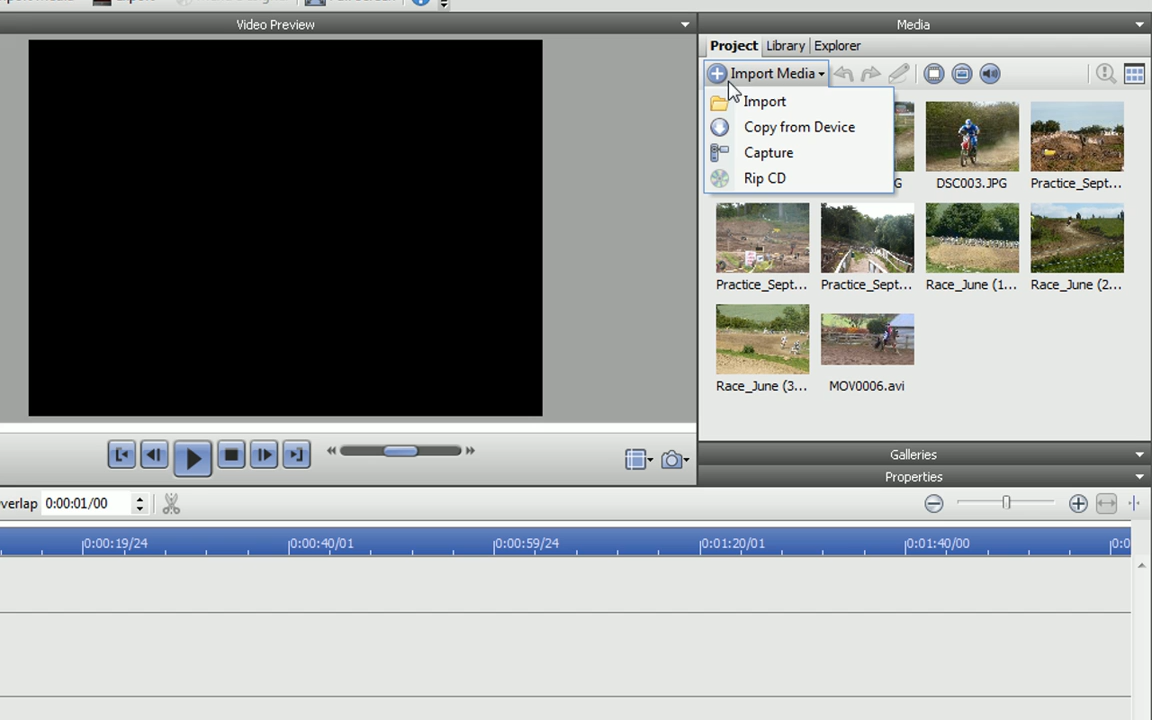 Video Preview
Media
Project Library Explorer
Import Media
Import
Copy from Device
Capture
Rip CD
G DSC003.JPG Practice_Sept...
Practice_Sept... Practice_Sept... Race_June (1... Race_June (2...
Race_June (3... MOV0006.avi
Galleries
Properties
verlap 0:00:01/00
0:00:19/24 0:00:40/01 0:00:59/24 0:01:20/01 0:01:40/00 0:0